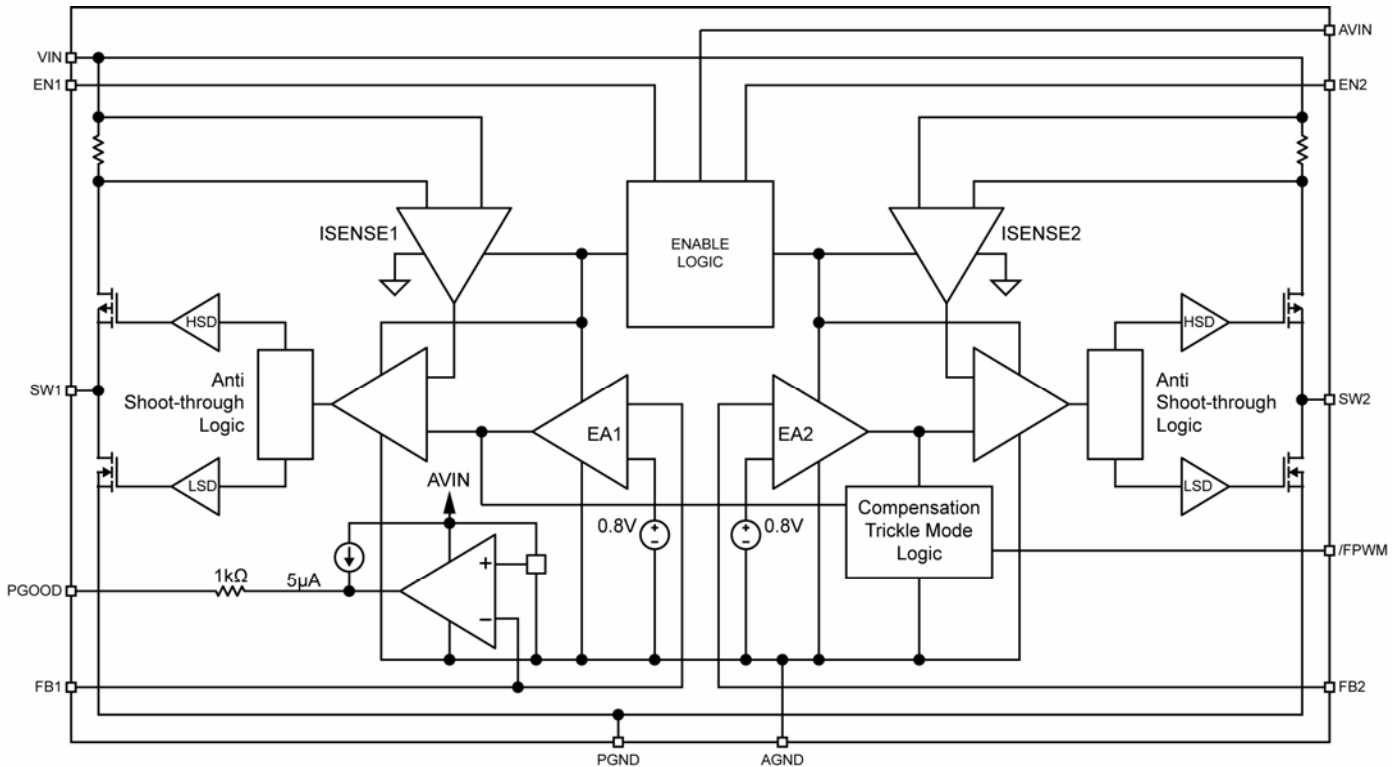 AVIN
VIN
EN1
EN2
ISENSE1
ENABLE
LOGIC
ISENSE2
HSD
HSD
SW1
Anti
Shoot-through
Logic
Anti
Shoot-through
Logic
SW2
EA1
EA2
LSD
LSD
AVIN
0.8V
0.8V
Compensation
Trickle Mode
Logic
/FPWM
PGOOD
1kΩ
5µA
FB1
FB2
PGND
AGND